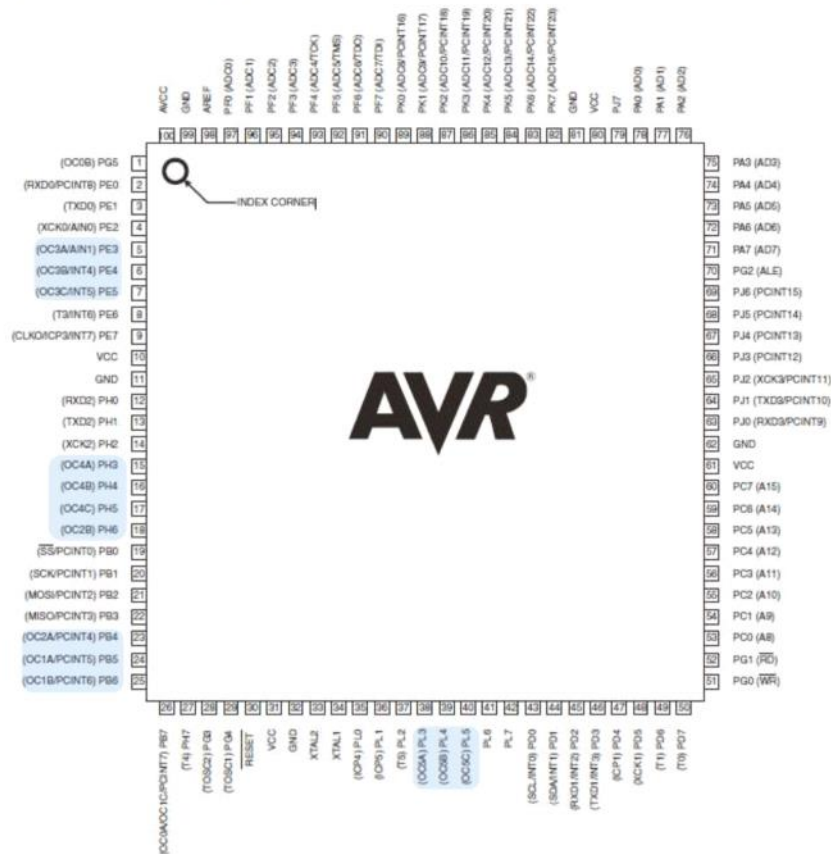 AVCC
GND
AREF
PF0 (ADC0)
PF1 (ADC1)
PF2 (ADC2)
PF3 (ADC3)
PF4 (ADC4/TCK)
PF5 (ADC5/TMS)
PF6 (ADC6/TDO)
PF7 (ADC7/TDI)
PK0 (ADC8/PCINT16)
PK1 (ADC9/PCINT17)
PK2 (ADC10/PCINT18)
PK3 (ADC11/PCINT19)
PK4 (ADC12/PCINT20)
PK5 (ADC13/PCINT21)
PK6 (ADC14/PCINT22)
PK7 (ADC15/PCINT23)
GND
VCC
PJ7
PA0 (AD0)
PA1 (AD1)
PA2 (AD2)
100 99 98 97 96 95 94 93 92 91 90 89 88 87 86 85 84 83 82 81 80 79 78 77 76
(OC0B) PG5 1
(RXD0/PCINT8) PE0 2
(TXD0) PE1 3
(XCK0/AIN0) PE2 4
(OC3A/AIN1) PE3 5
(OC3B/INT4) PE4 6
(OC3C/INT5) PE5 7
(T3/INT6) PE6 8
(CLKO/ICP3/INT7) PE7 9
VCC 10
GND 11
(RXD2) PH0 12
(TXD2) PH1 13
(XCK2) PH2 14
(OC4A) PH3 15
(OC4B) PH4 16
(OC4C) PH5 17
(OC2B) PH6 18
(SS/PCINT0) PB0 19
(SCK/PCINT1) PB1 20
(MOSI/PCINT2) PB2 21
(MISO/PCINT3) PB3 22
(OC2A/PCINT4) PB4 23
(OC1A/PCINT5) PB5 24
(OC1B/PCINT6) PB6 25
INDEX CORNER
AVR®
75 PA3 (AD3)
74 PA4 (AD4)
73 PA5 (AD5)
72 PA6 (AD6)
71 PA7 (AD7)
70 PG2 (ALE)
69 PJ6 (PCINT15)
68 PJ5 (PCINT14)
67 PJ4 (PCINT13)
66 PJ3 (PCINT12)
65 PJ2 (XCK3/PCINT11)
64 PJ1 (TXD3/PCINT10)
63 PJ0 (RXD3/PCINT9)
62 GND
61 VCC
60 PC7 (A15)
59 PC6 (A14)
58 PC5 (A13)
57 PC4 (A12)
56 PC3 (A11)
55 PC2 (A10)
54 PC1 (A9)
53 PC0 (A8)
52 PG1 (RD)
51 PG0 (WR)
26 27 28 29 30 31 32 33 34 35 36 37 38 39 40 41 42 43 44 45 46 47 48 49 50
(OC0A/OC1C/PCINT7) PB7
(T4) PH7
(TOSC2) PG3
(TOSC1) PG4
RESET
VCC
GND
XTAL2
XTAL1
(ICP4) PL0
(ICP5) PL1
(T5) PL2
(OC5A) PL3
(OC5B) PL4
(OC5C) PL5
PL6
PL7
(SCL/INT0) PD0
(SDA/INT1) PD1
(RXD1/INT2) PD2
(TXD1/INT3) PD3
(ICP1) PD4
(XCK1) PD5
(T1) PD6
(T0) PD7